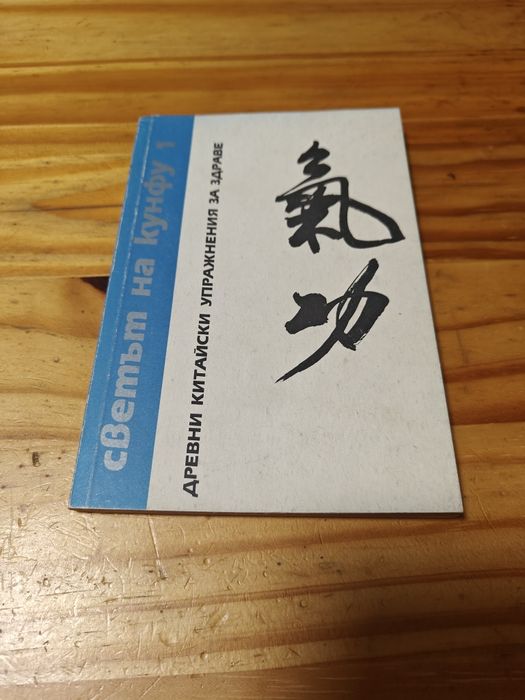 светът на кунфу 1
ДРЕВНИ КИТАЙСКИ УПРАЖНЕНИЯ ЗА ЗДРАВЕ
氣功